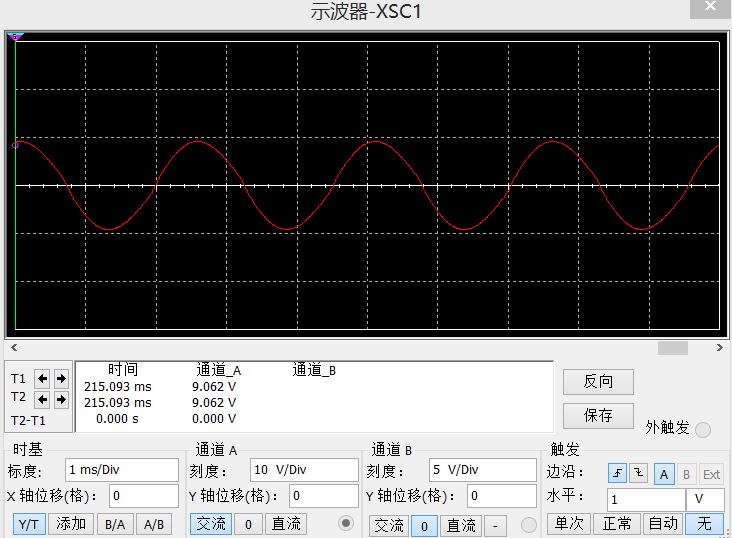 示波器-XSC1
时间 通道_A 通道_B
T1 215.093 ms 9.062 V
T2 215.093 ms 9.062 V
T2-T1 0.000 s 0.000 V
反向
保存
外触发
时基
标度: 1 ms/Div
X 轴位移(格): 0
Y/T 添加 B/A A/B
通道 A
刻度: 10 V/Div
Y 轴位移(格): 0
交流 0 直流
通道 B
刻度: 5 V/Div
Y 轴位移(格): 0
交流 0 直流 -
触发
边沿: A B Ext
水平: 1 V
单次 正常 自动 无